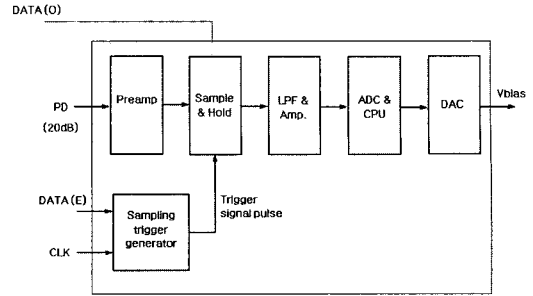 DATA(O)
PD
(20dB)
Preamp
Sample
& Hold
LPF &
Amp.
ADC &
CPU
DAC
Vbias
DATA(E)
CLK
Sampling
trigger
generator
Trigger
signal pulse